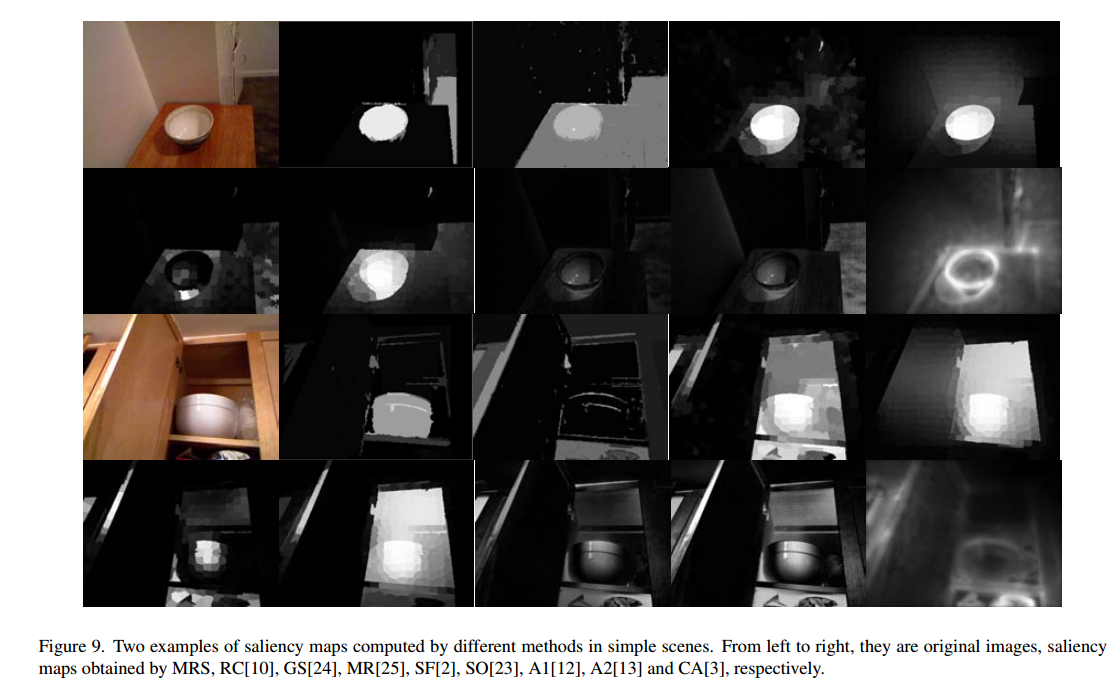 Figure 9. Two examples of saliency maps computed by different methods in simple scenes. From left to right, they are original images, saliency
maps obtained by MRS, RC[10], GS[24], MR[25], SF[2], SO[23], A1[12], A2[13] and CA[3], respectively.